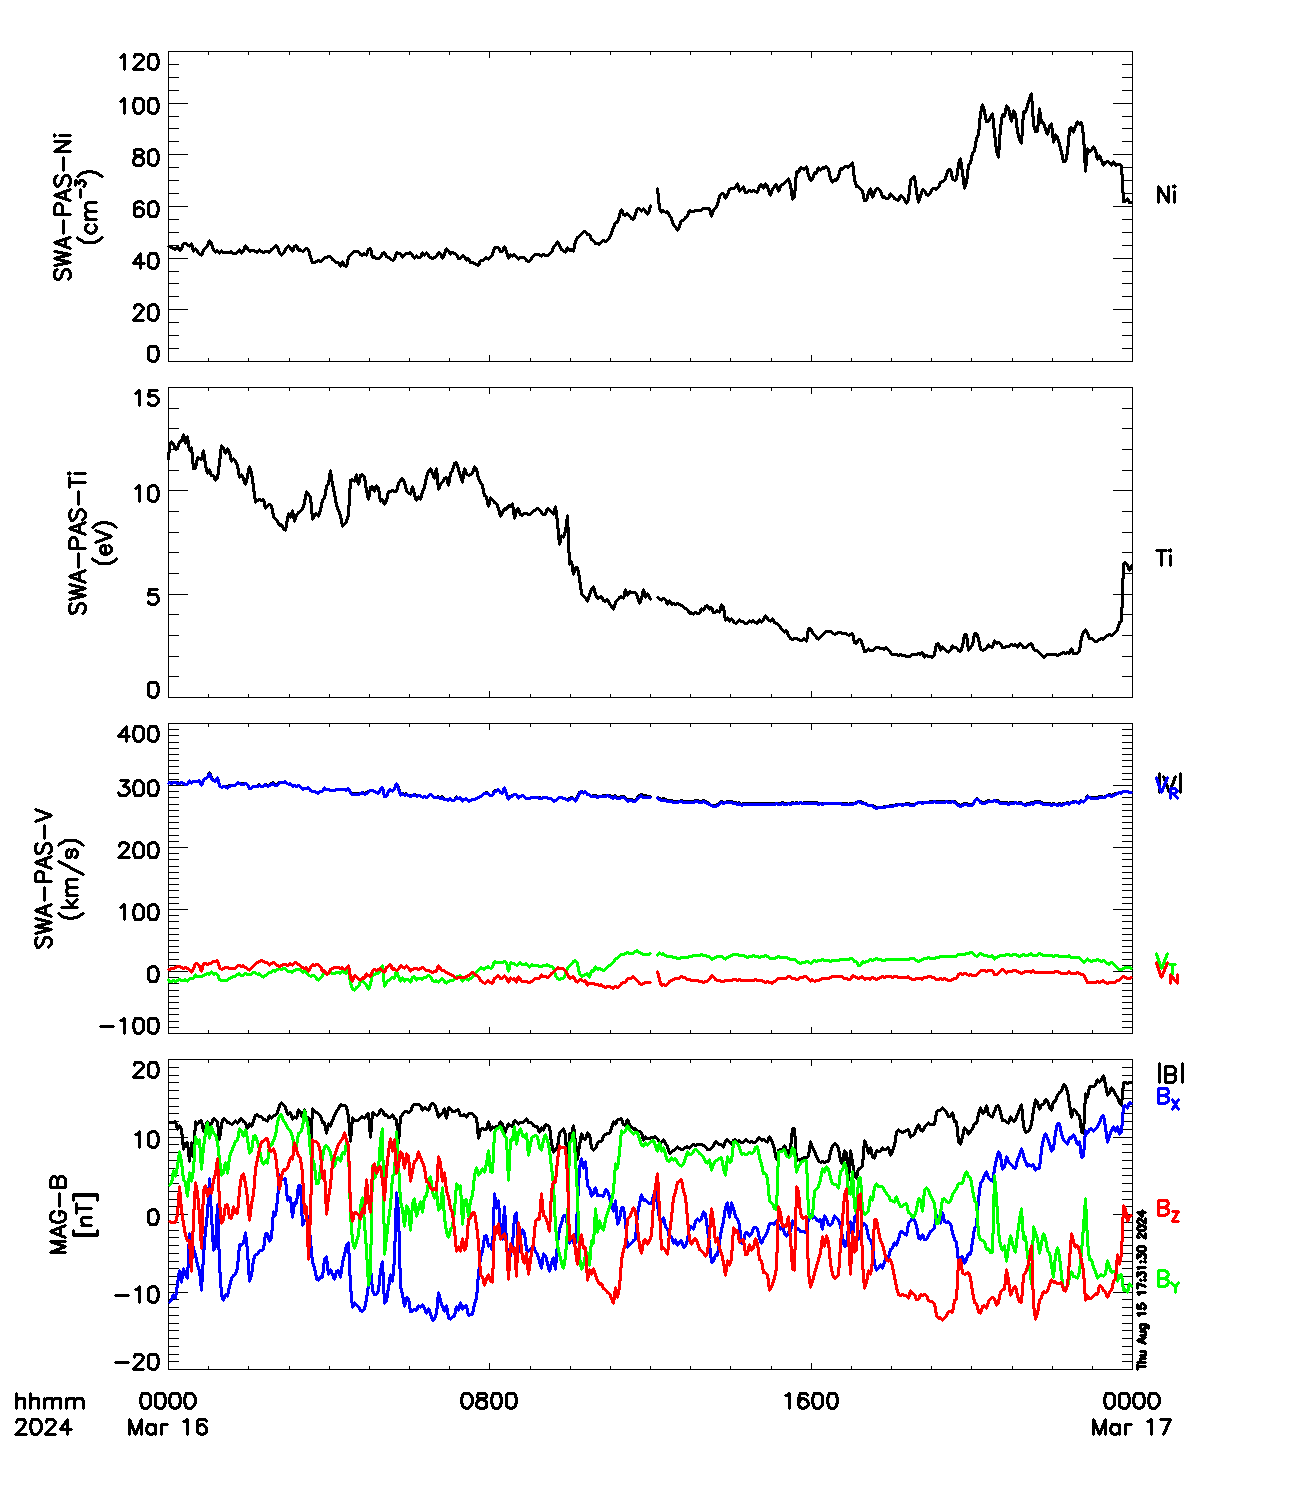 120
100
80
60
40
20
0
SWA-PAS-Ni
(cm⁻³)
Ni
15
10
5
0
SWA-PAS-Ti
(eV)
Ti
400
300
200
100
0
-100
SWA-PAS-V
(km/s)
|V|
V_R
V_T
V_N
20
10
0
-10
-20
MAG-B
[nT]
|B|
B_X
B_Z
B_Y
Thu Aug 15 17:31:30 2024
hhmm 0000 0800 1600 0000
2024 Mar 16 Mar 17